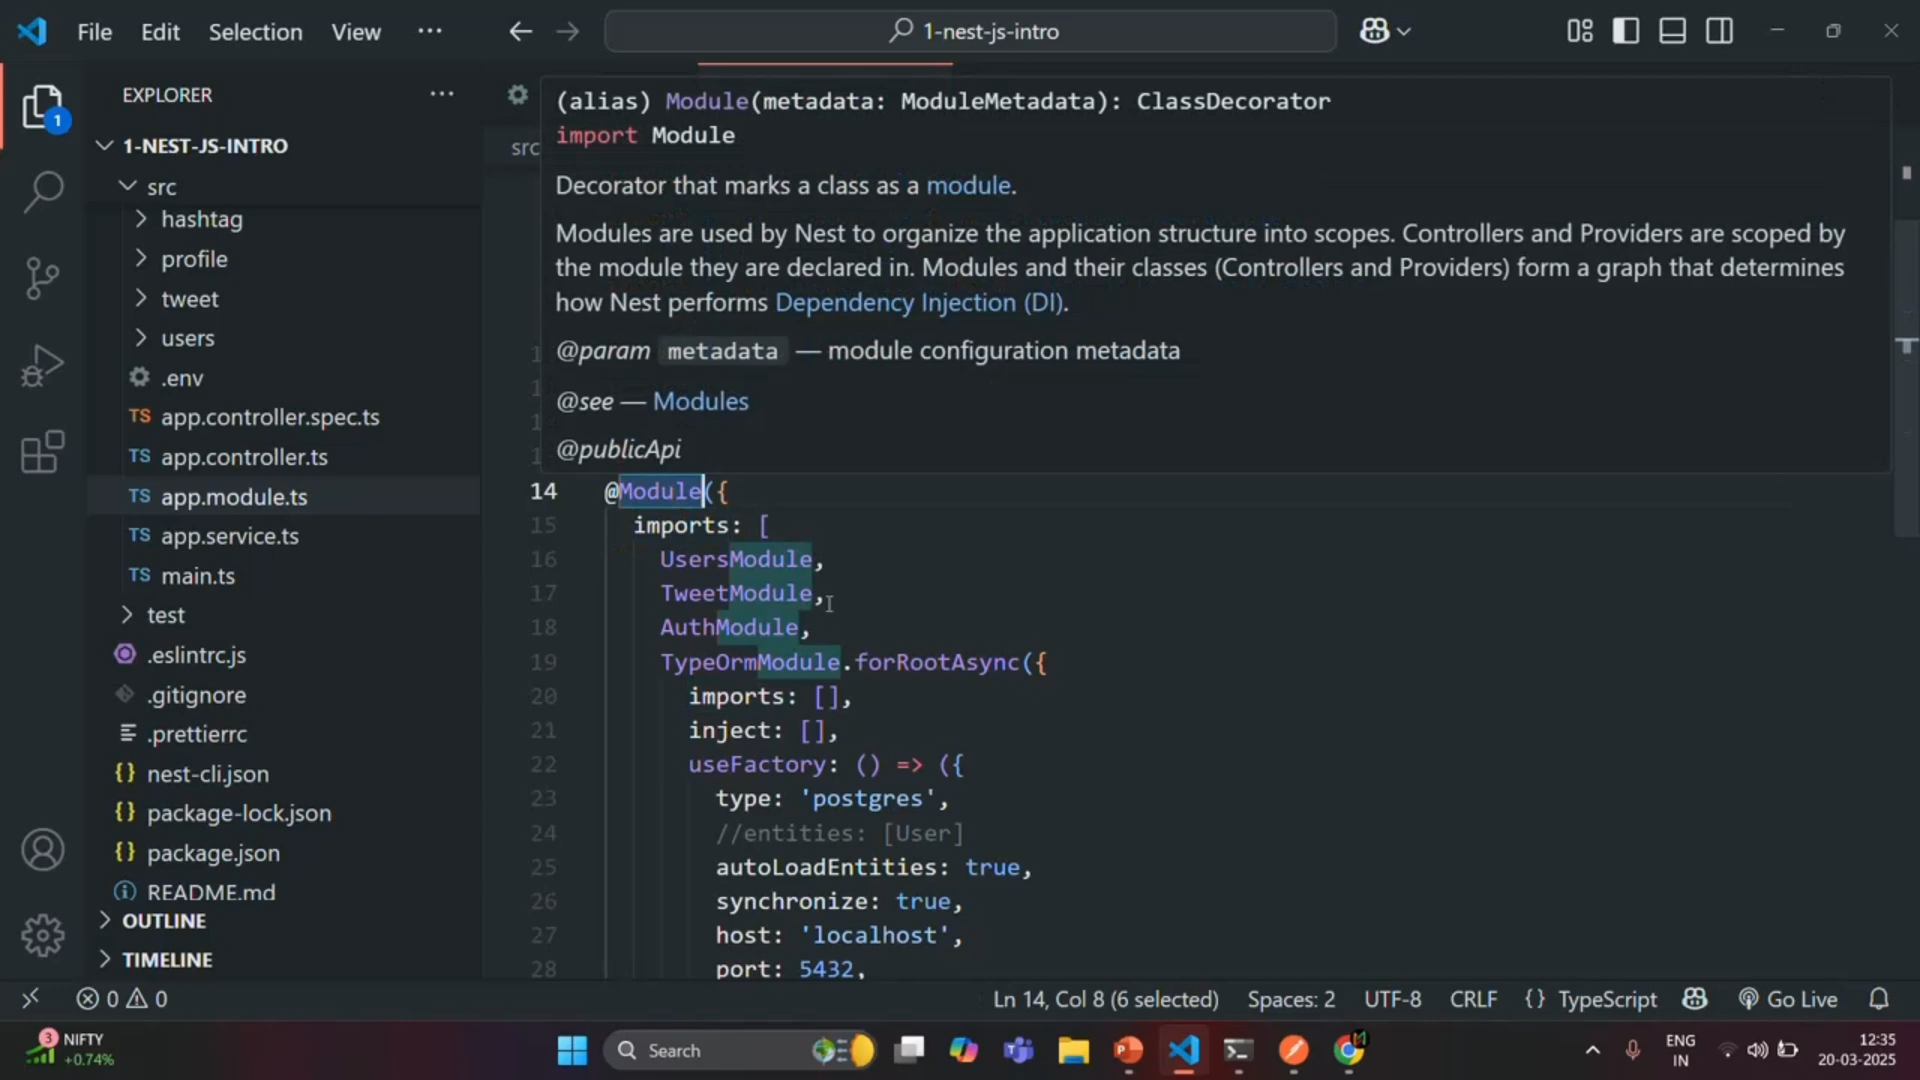 File Edit Selection View ···
1-nest-js-intro
EXPLORER ···
1
1-NEST-JS-INTRO
src
hashtag
profile
tweet
users
.env
TS app.controller.spec.ts
TS app.controller.ts
TS app.module.ts
TS app.service.ts
TS main.ts
test
.eslintrc.js
.gitignore
.prettierrc
{} nest-cli.json
{} package-lock.json
{} package.json
README.md
OUTLINE
TIMELINE
src
(alias) Module(metadata: ModuleMetadata): ClassDecorator
import Module
Decorator that marks a class as a module.
Modules are used by Nest to organize the application structure into scopes. Controllers and Providers are scoped by
the module they are declared in. Modules and their classes (Controllers and Providers) form a graph that determines
how Nest performs Dependency Injection (DI).
@param metadata — module configuration metadata
@see — Modules
@publicApi
14 @Module({
15 imports: [
16 UsersModule,
17 TweetModule,
18 AuthModule,
19 TypeOrmModule.forRootAsync({
20 imports: [],
21 inject: [],
22 useFactory: () => ({
23 type: 'postgres',
24 //entities: [User]
25 autoLoadEntities: true,
26 synchronize: true,
27 host: 'localhost',
28 port: 5432,
0 0 Ln 14, Col 8 (6 selected) Spaces: 2 UTF-8 CRLF {} TypeScript Go Live
3 NIFTY
+0.74%
Search
ENG
IN
12:35
20-03-2025